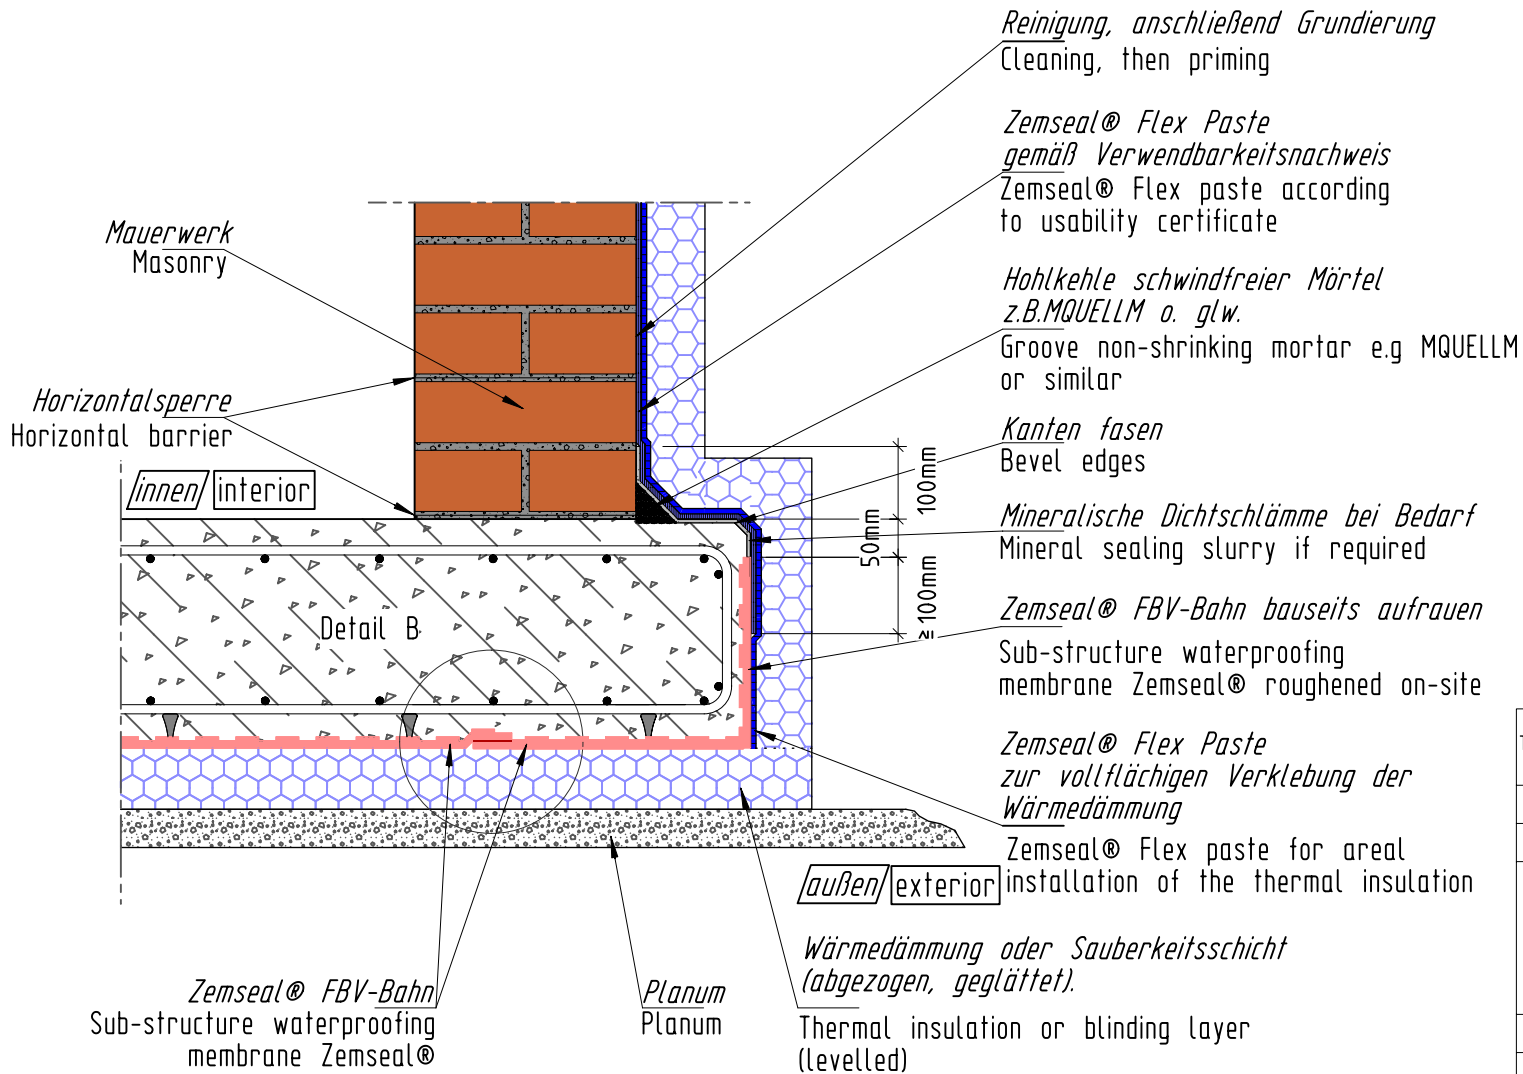 Reinigung, anschließend Grundierung
Cleaning, then priming
Zemseal® Flex Paste
gemäß Verwendbarkeitsnachweis
Zemseal® Flex paste according
to usability certificate
Mauerwerk
Masonry
Hohlkehle schwindfreier Mörtel
z.B.MQUELLM o. glw.
Groove non-shrinking mortar e.g MQUELLM
or similar
Horizontalsperre
Horizontal barrier
Kanten fasen
Bevel edges
innen interior
100mm
50mm
≥100mm
Mineralische Dichtschlämme bei Bedarf
Mineral sealing slurry if required
Zemseal® FBV-Bahn bauseits aufrauen
Sub-structure waterproofing
membrane Zemseal® roughened on-site
Detail B
Zemseal® Flex Paste
zur vollflächigen Verklebung der
Wärmedämmung
Zemseal® Flex paste for areal
installation of the thermal insulation
außen exterior
Wärmedämmung oder Sauberkeitsschicht
(abgezogen, geglättet).
Thermal insulation or blinding layer
(levelled)
Zemseal® FBV-Bahn
Sub-structure waterproofing
membrane Zemseal®
Planum
Planum